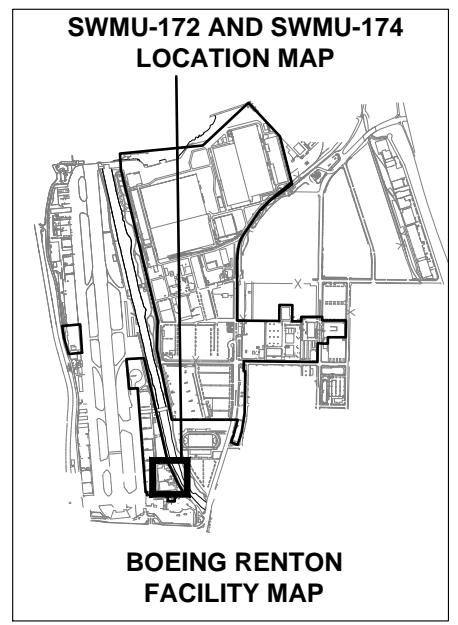 SWMU-172 AND SWMU-174
LOCATION MAP
BOEING RENTON
FACILITY MAP